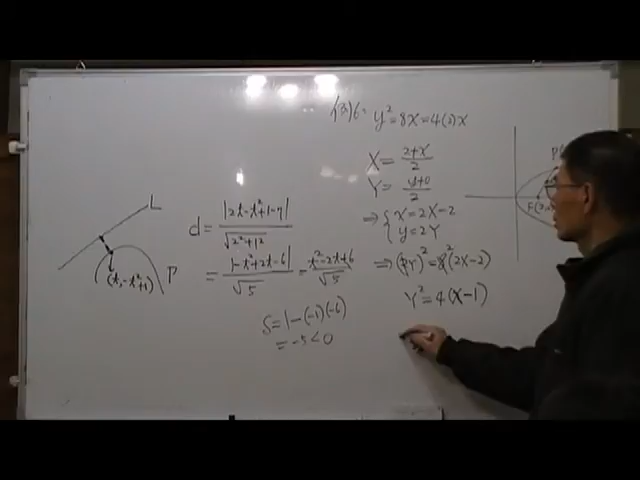 L
P
(t, -t²+1)
d = |2t-t²+1-7| / √(2²+1²)
= |-t²+2t-6| / √5 = t²-2t+6 / √5
δ=1-(-1)(-6)
= -5<0
y²=8x=4(2)x
X= (2+x)/2
Y= (y+0)/2
⇒ { x=2X-2
y=2Y
⇒ (2Y)²=8(2X-2)
Y²=4(X-1)